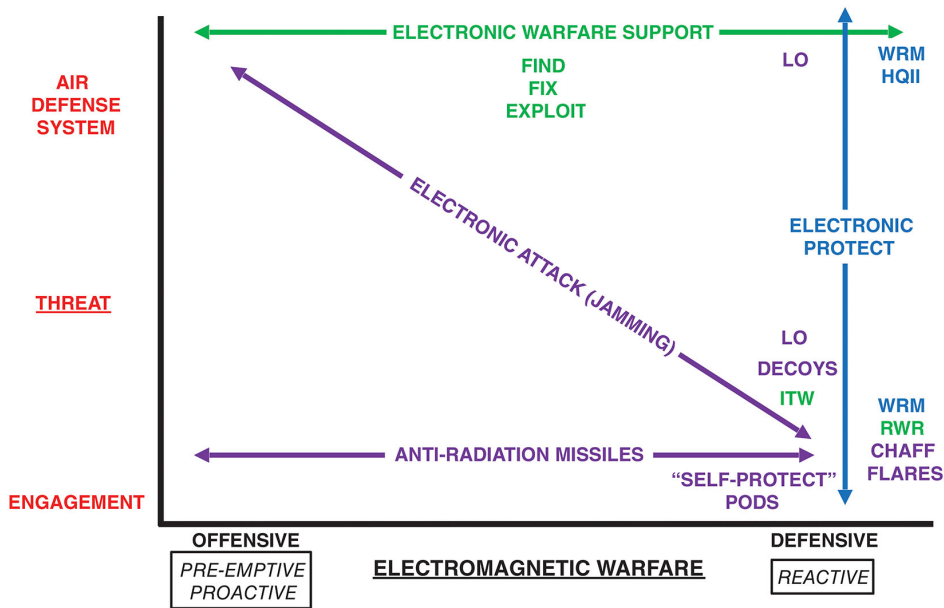 ELECTRONIC WARFARE SUPPORT
FIND
FIX
EXPLOIT
LO
WRM
HQII
AIR
DEFENSE
SYSTEM
ELECTRONIC ATTACK (JAMMING)
ELECTRONIC
PROTECT
THREAT
LO
DECOYS
ITW
WRM
RWR
CHAFF
FLARES
ANTI-RADIATION MISSILES
“SELF-PROTECT”
PODS
ENGAGEMENT
OFFENSIVE
PRE-EMPTIVE
PROACTIVE
ELECTROMAGNETIC WARFARE
DEFENSIVE
REACTIVE